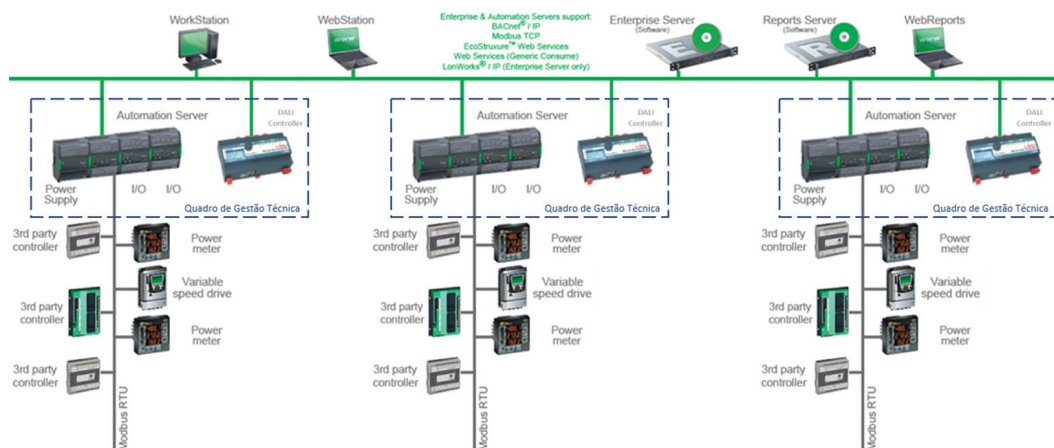 WorkStation
WebStation
Enterprise & Automation Servers support:
BACnet® / IP
Modbus TCP
EcoStruxure™ Web Services
Web Services (Generic Consume)
LonWorks® / IP (Enterprise Server only)
Enterprise Server
(Software)
E
Reports Server
(Software)
R
WebReports
Automation Server
DALI
Controller
Power
Supply
I/O I/O
Quadro de Gestão Técnica
3rd party
controller
Power
meter
Variable
speed drive
3rd party
controller
Power
meter
3rd party
controller
Modbus RTU
Automation Server
DALI
Controller
Power
Supply
I/O I/O
Quadro de Gestão Técnica
3rd party
controller
Power
meter
Variable
speed drive
3rd party
controller
Power
meter
3rd party
controller
Modbus RTU
Automation Server
DALI
Controller
Power
Supply
I/O I/O
Quadro de Gestão Técnica
3rd party
controller
Power
meter
Variable
speed drive
3rd party
controller
Power
meter
3rd party
controller
Modbus RTU